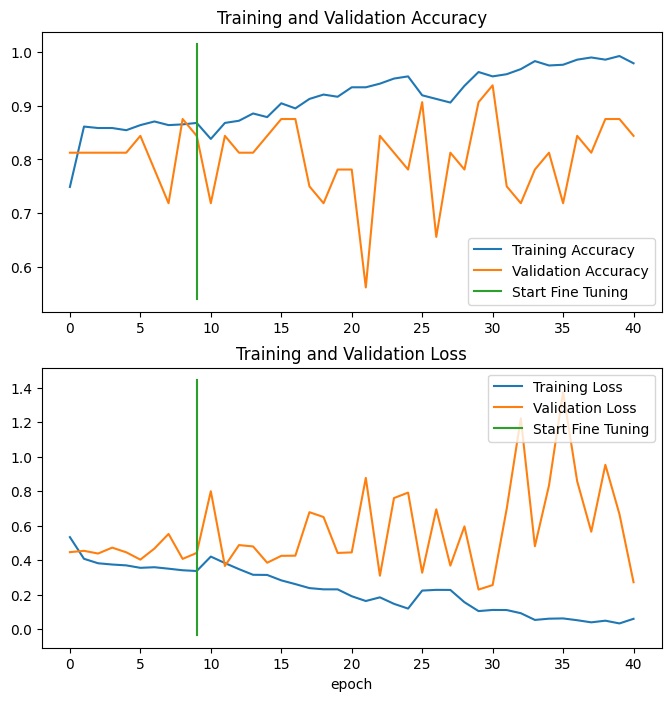 Training and Validation Accuracy
1.0
0.9
0.8
0.7
0.6
Training Accuracy
Validation Accuracy
Start Fine Tuning
0 5 10 15 20 25 30 35 40
Training and Validation Loss
1.4
1.2
1.0
0.8
0.6
0.4
0.2
0.0
Training Loss
Validation Loss
Start Fine Tuning
0 5 10 15 20 25 30 35 40
epoch